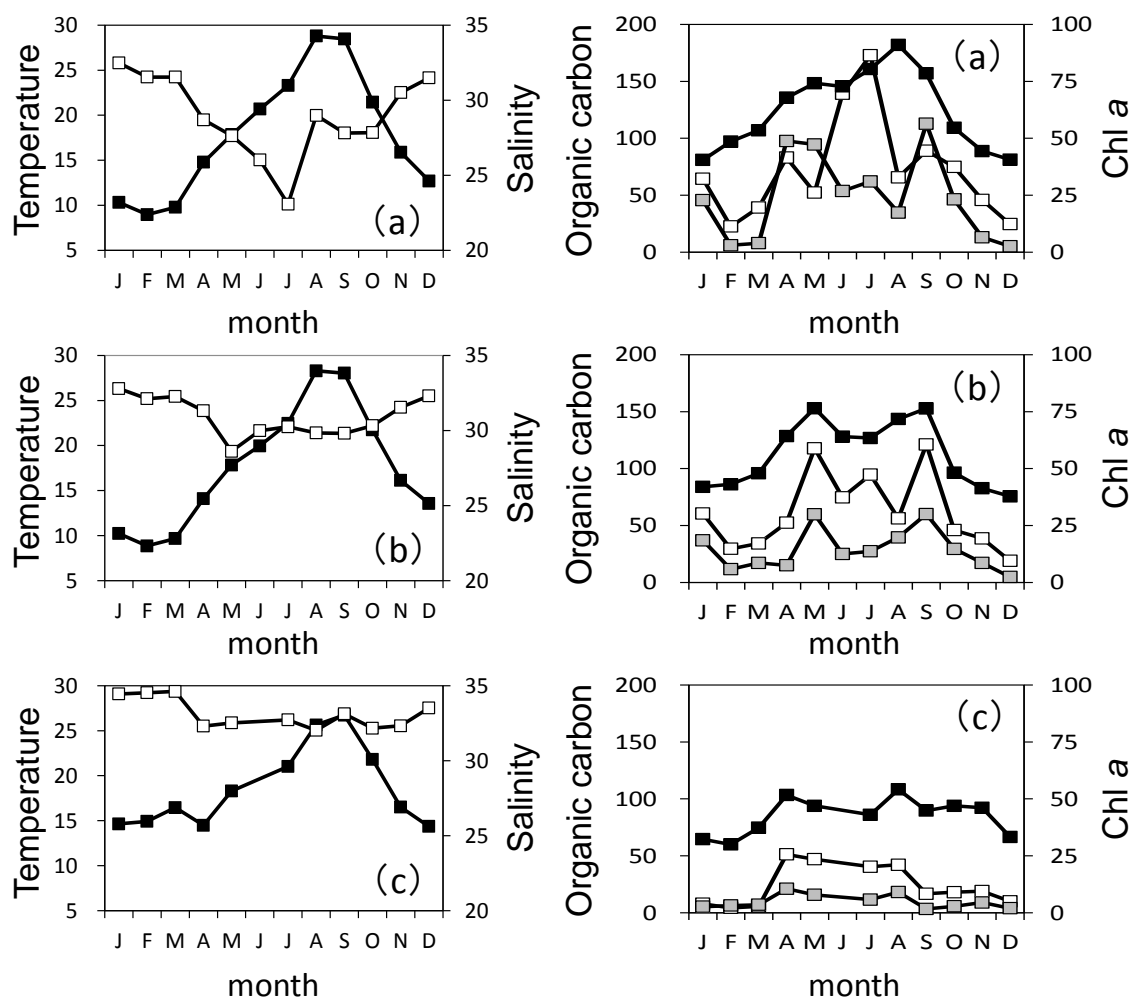 30 35 200 100
25 150 75
20 30 100 50
15 25 50 25
10 0 0
5 20
Temperature Salinity (a) Organic carbon Chl a (a)
J F M A M J J A S O N D J F M A M J J A S O N D
month month
30 35 200 100
25 150 75
20 30 100 50
15 25 50 25
10 0 0
5 20
Temperature Salinity (b) Organic carbon Chl a (b)
J F M A M J J A S O N D J F M A M J J A S O N D
month month
30 35 200 100
25 150 75
20 30 100 50
15 25 50 25
10 0 0
5 20
Temperature Salinity (c) Organic carbon Chl a (c)
J F M A M J J A S O N D J F M A M J J A S O N D
month month